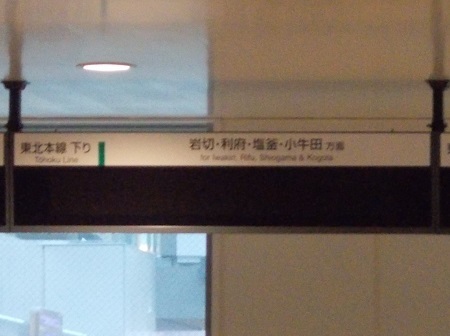 東北本線 下り
Tohoku Line
岩切・利府・塩釜・小牛田 方面
for Iwakiri, Rifu, Shiogama & Kogota